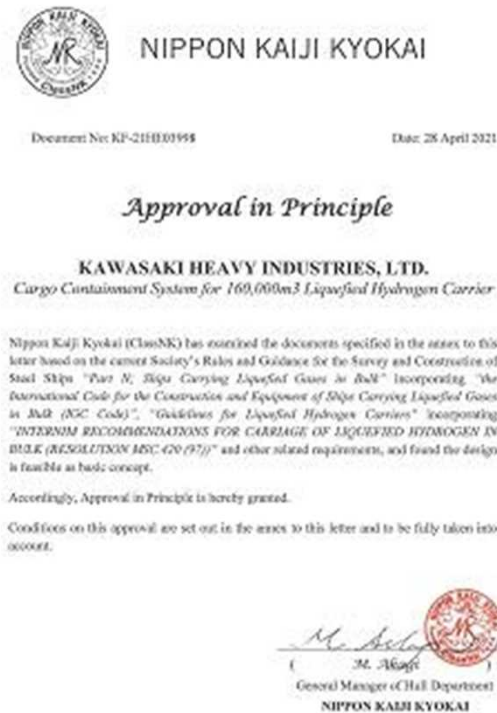 NIPPON KAIJI KYOKAI
Document No: KF-21HE03998
Date: 28 April 2021
Approval in Principle
KAWASAKI HEAVY INDUSTRIES, LTD.
Cargo Containment System for 160,000m3 Liquefied Hydrogen Carrier
Nippon Kaiji Kyokai (ClassNK) has examined the documents specified in the annex to this
letter based on the current Society's Rules and Guidance for the Survey and Construction of
Steel Ships "Part N; Ships Carrying Liquefied Gases in Bulk" incorporating "the
International Code for the Construction and Equipment of Ships Carrying Liquefied Gases
in Bulk (IGC Code)", "Guidelines for Liquefied Hydrogen Carriers" incorporating
"INTERNIM RECOMMENDATIONS FOR CARRIAGE OF LIQUEFIED HYDROGEN IN
BULK (RESOLUTION MSC 420 (97))" and other related requirements, and found the design
is feasible as basic concept.
Accordingly, Approval in Principle is hereby granted.
Conditions on this approval are set out in the annex to this letter and to be fully taken into
account.
( M. )
General Manager of Hull Department
NIPPON KAIJI KYOKAI